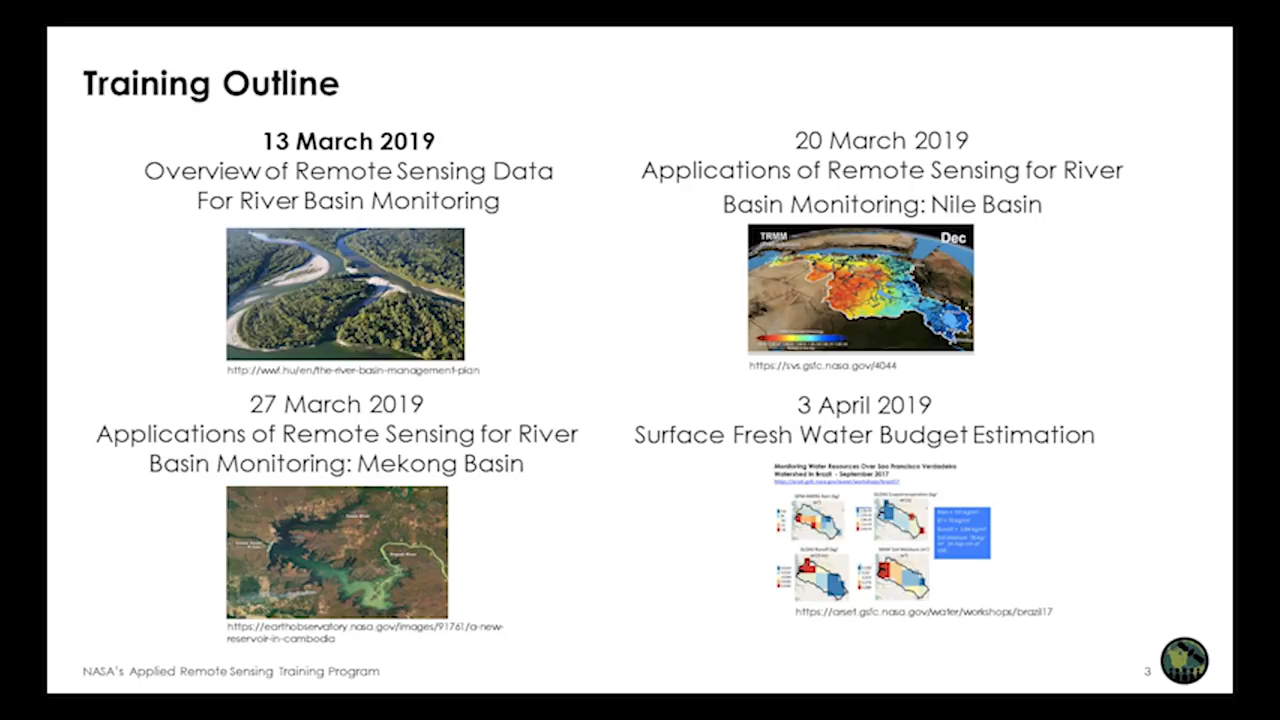 Training Outline
13 March 2019
Overview of Remote Sensing Data
For River Basin Monitoring
http://wwf.hu/en/the-river-basin-management-plan
20 March 2019
Applications of Remote Sensing for River
Basin Monitoring: Nile Basin
TRMM
Dec
https://svs.gsfc.nasa.gov/4044
27 March 2019
Applications of Remote Sensing for River
Basin Monitoring: Mekong Basin
https://earthobservatory.nasa.gov/images/91761/a-new-
reservoir-in-cambodia
3 April 2019
Surface Fresh Water Budget Estimation
Monitoring Water Resources Over Sao Francisco Verdadeiro
Watershed in Brazil - September 2017
https://arset.gsfc.nasa.gov/water/workshops/brazil17
NASA's Applied Remote Sensing Training Program
3